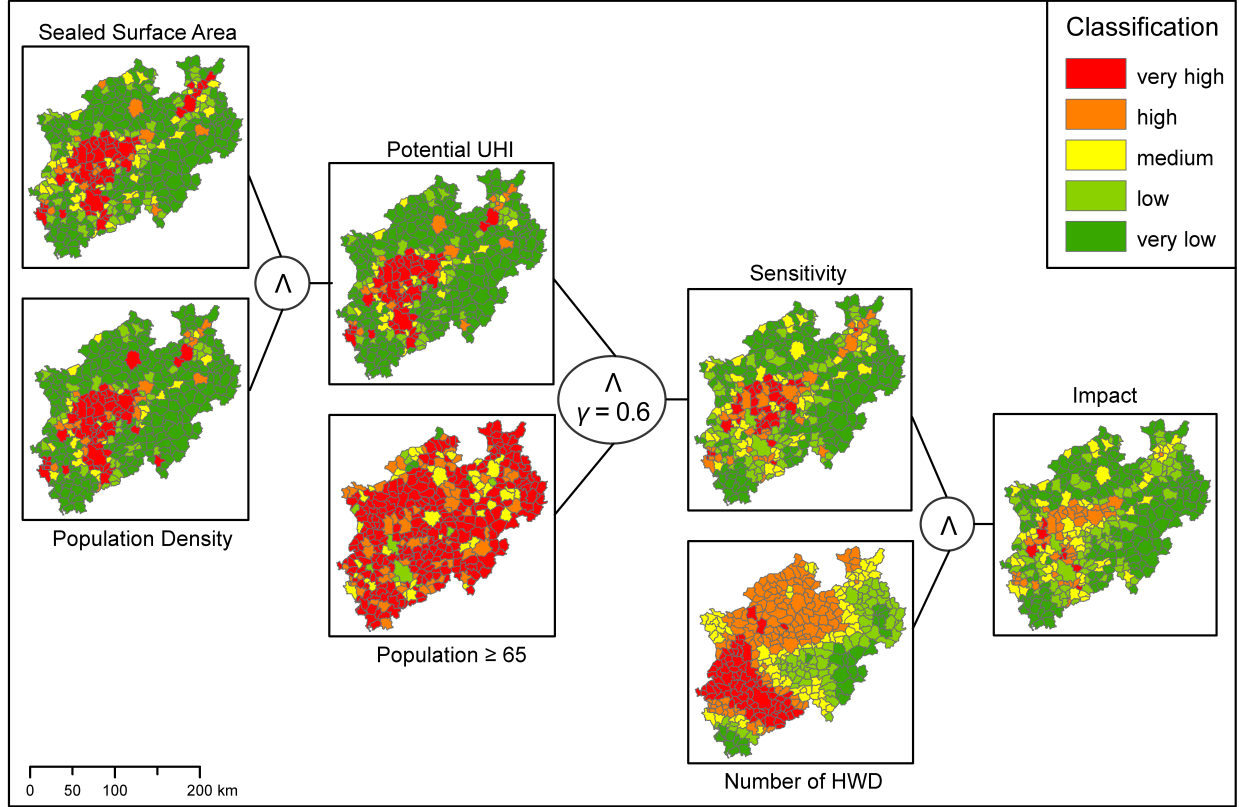 Sealed Surface Area
Classification
very high
high
medium
low
very low
Potential UHI
Λ
Sensitivity
Λ
γ = 0.6
Impact
Population Density
Λ
Population ≥ 65
Number of HWD
0 50 100 200 km